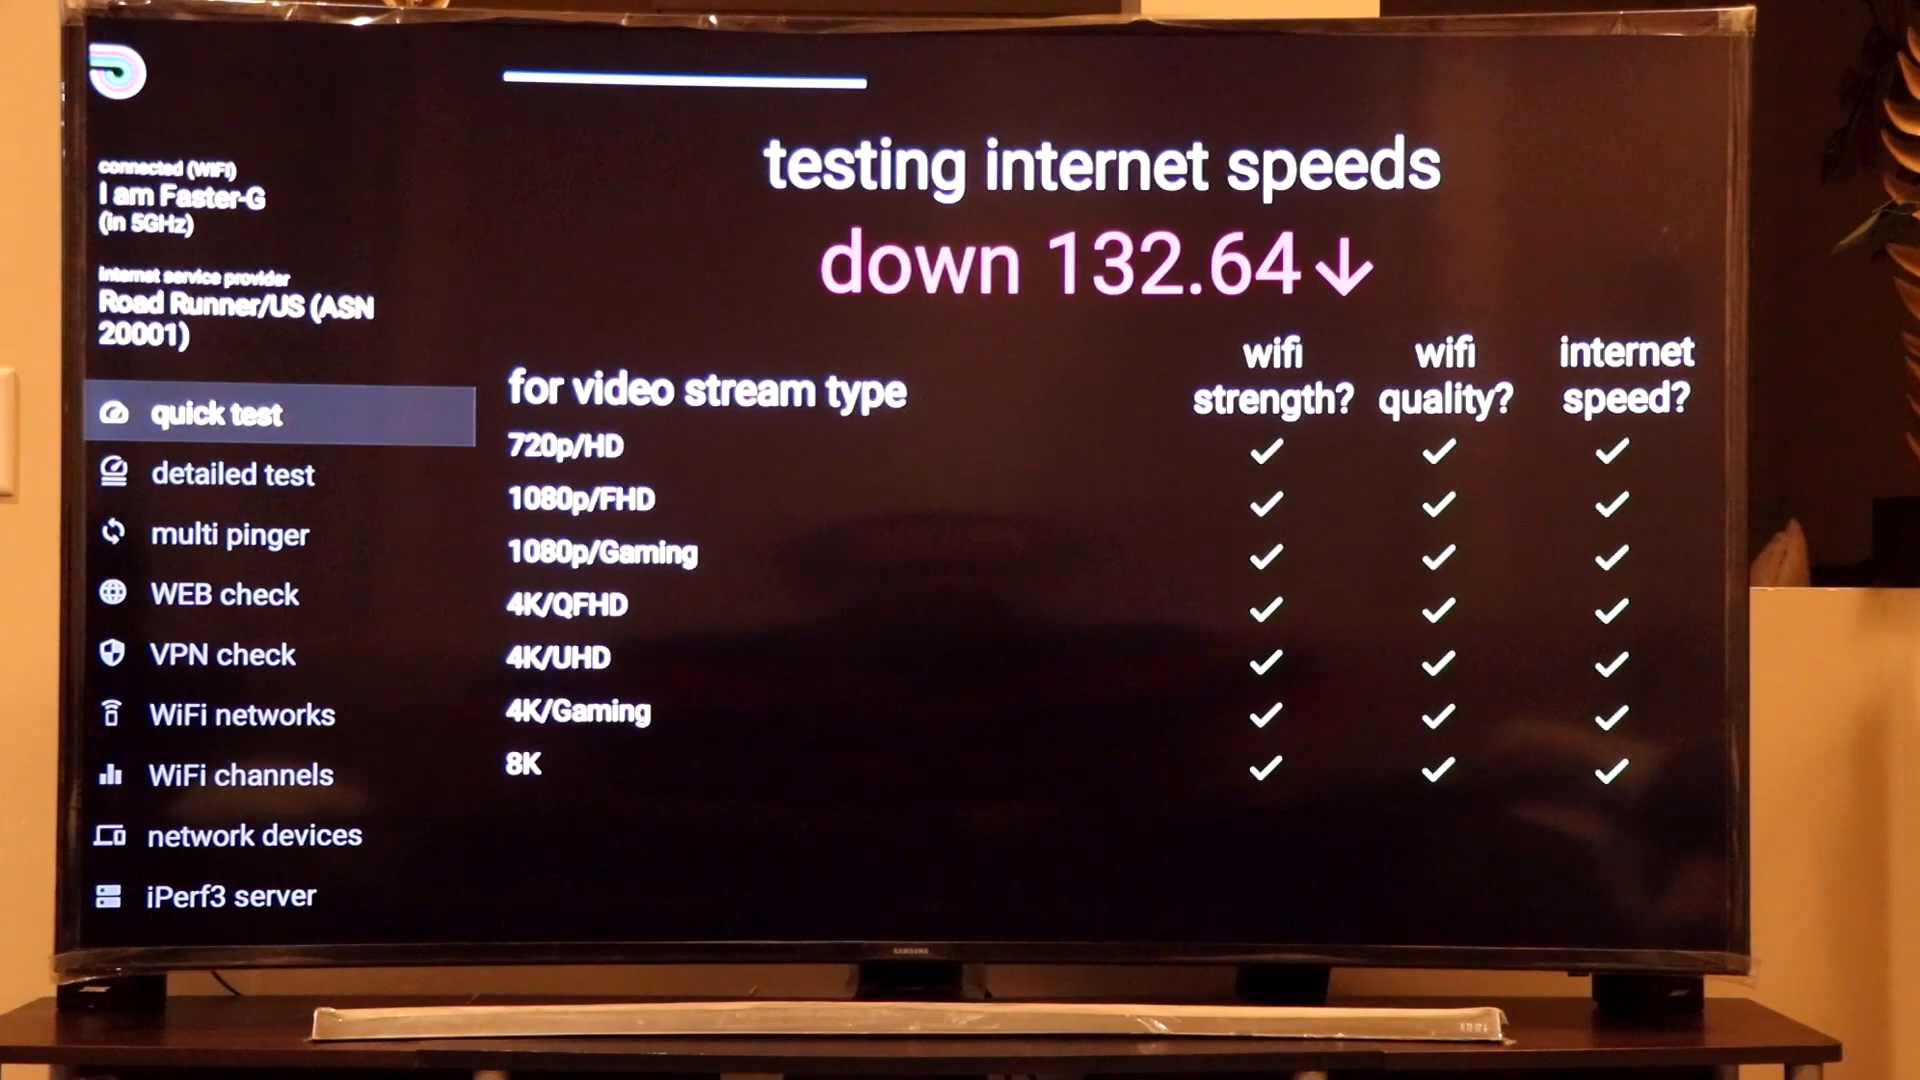 connected (WIFI)
I am Faster-G
(in 5GHz)
internet service provider
Road Runner/US (ASN
20001)
quick test
detailed test
multi pinger
WEB check
VPN check
WiFi networks
WiFi channels
network devices
iPerf3 server
testing internet speeds
down 132.64↓
for video stream type
wifi strength?
wifi quality?
internet speed?
720p/HD ✓ ✓ ✓
1080p/FHD ✓ ✓ ✓
1080p/Gaming ✓ ✓ ✓
4K/QFHD ✓ ✓ ✓
4K/UHD ✓ ✓ ✓
4K/Gaming ✓ ✓ ✓
8K ✓ ✓ ✓
SAMSUNG